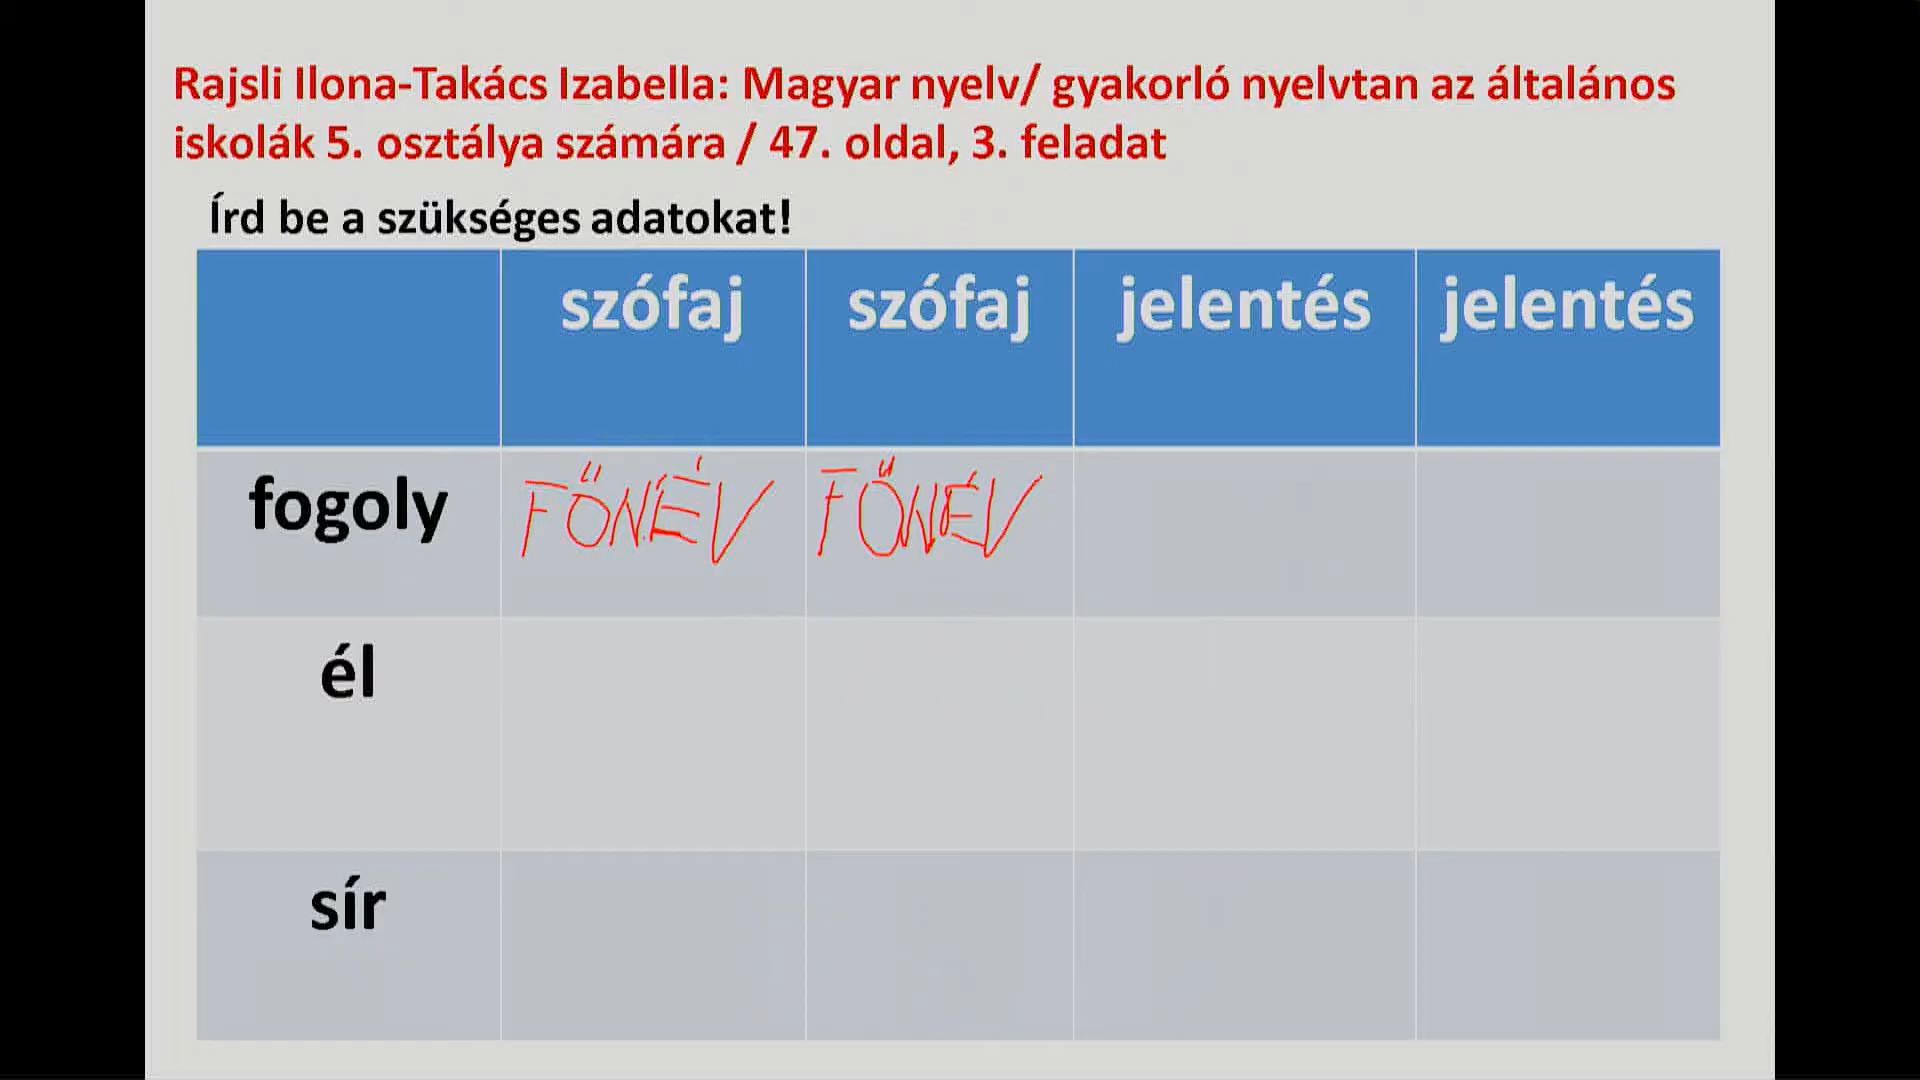 Rajsli Ilona-Takács Izabella: Magyar nyelv/ gyakorló nyelvtan az általános
iskolák 5. osztálya számára / 47. oldal, 3. feladat
Írd be a szükséges adatokat!
szófaj szófaj jelentés jelentés
fogoly FŐNÉV FŐNÉV
él
sír